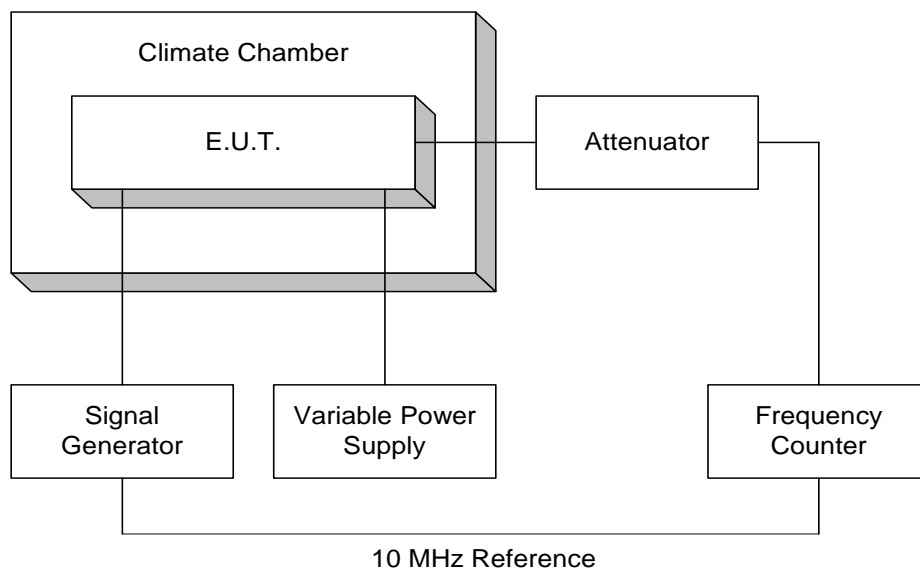 Climate Chamber
E.U.T.
Attenuator
Signal
Generator
Variable Power
Supply
Frequency
Counter
10 MHz Reference